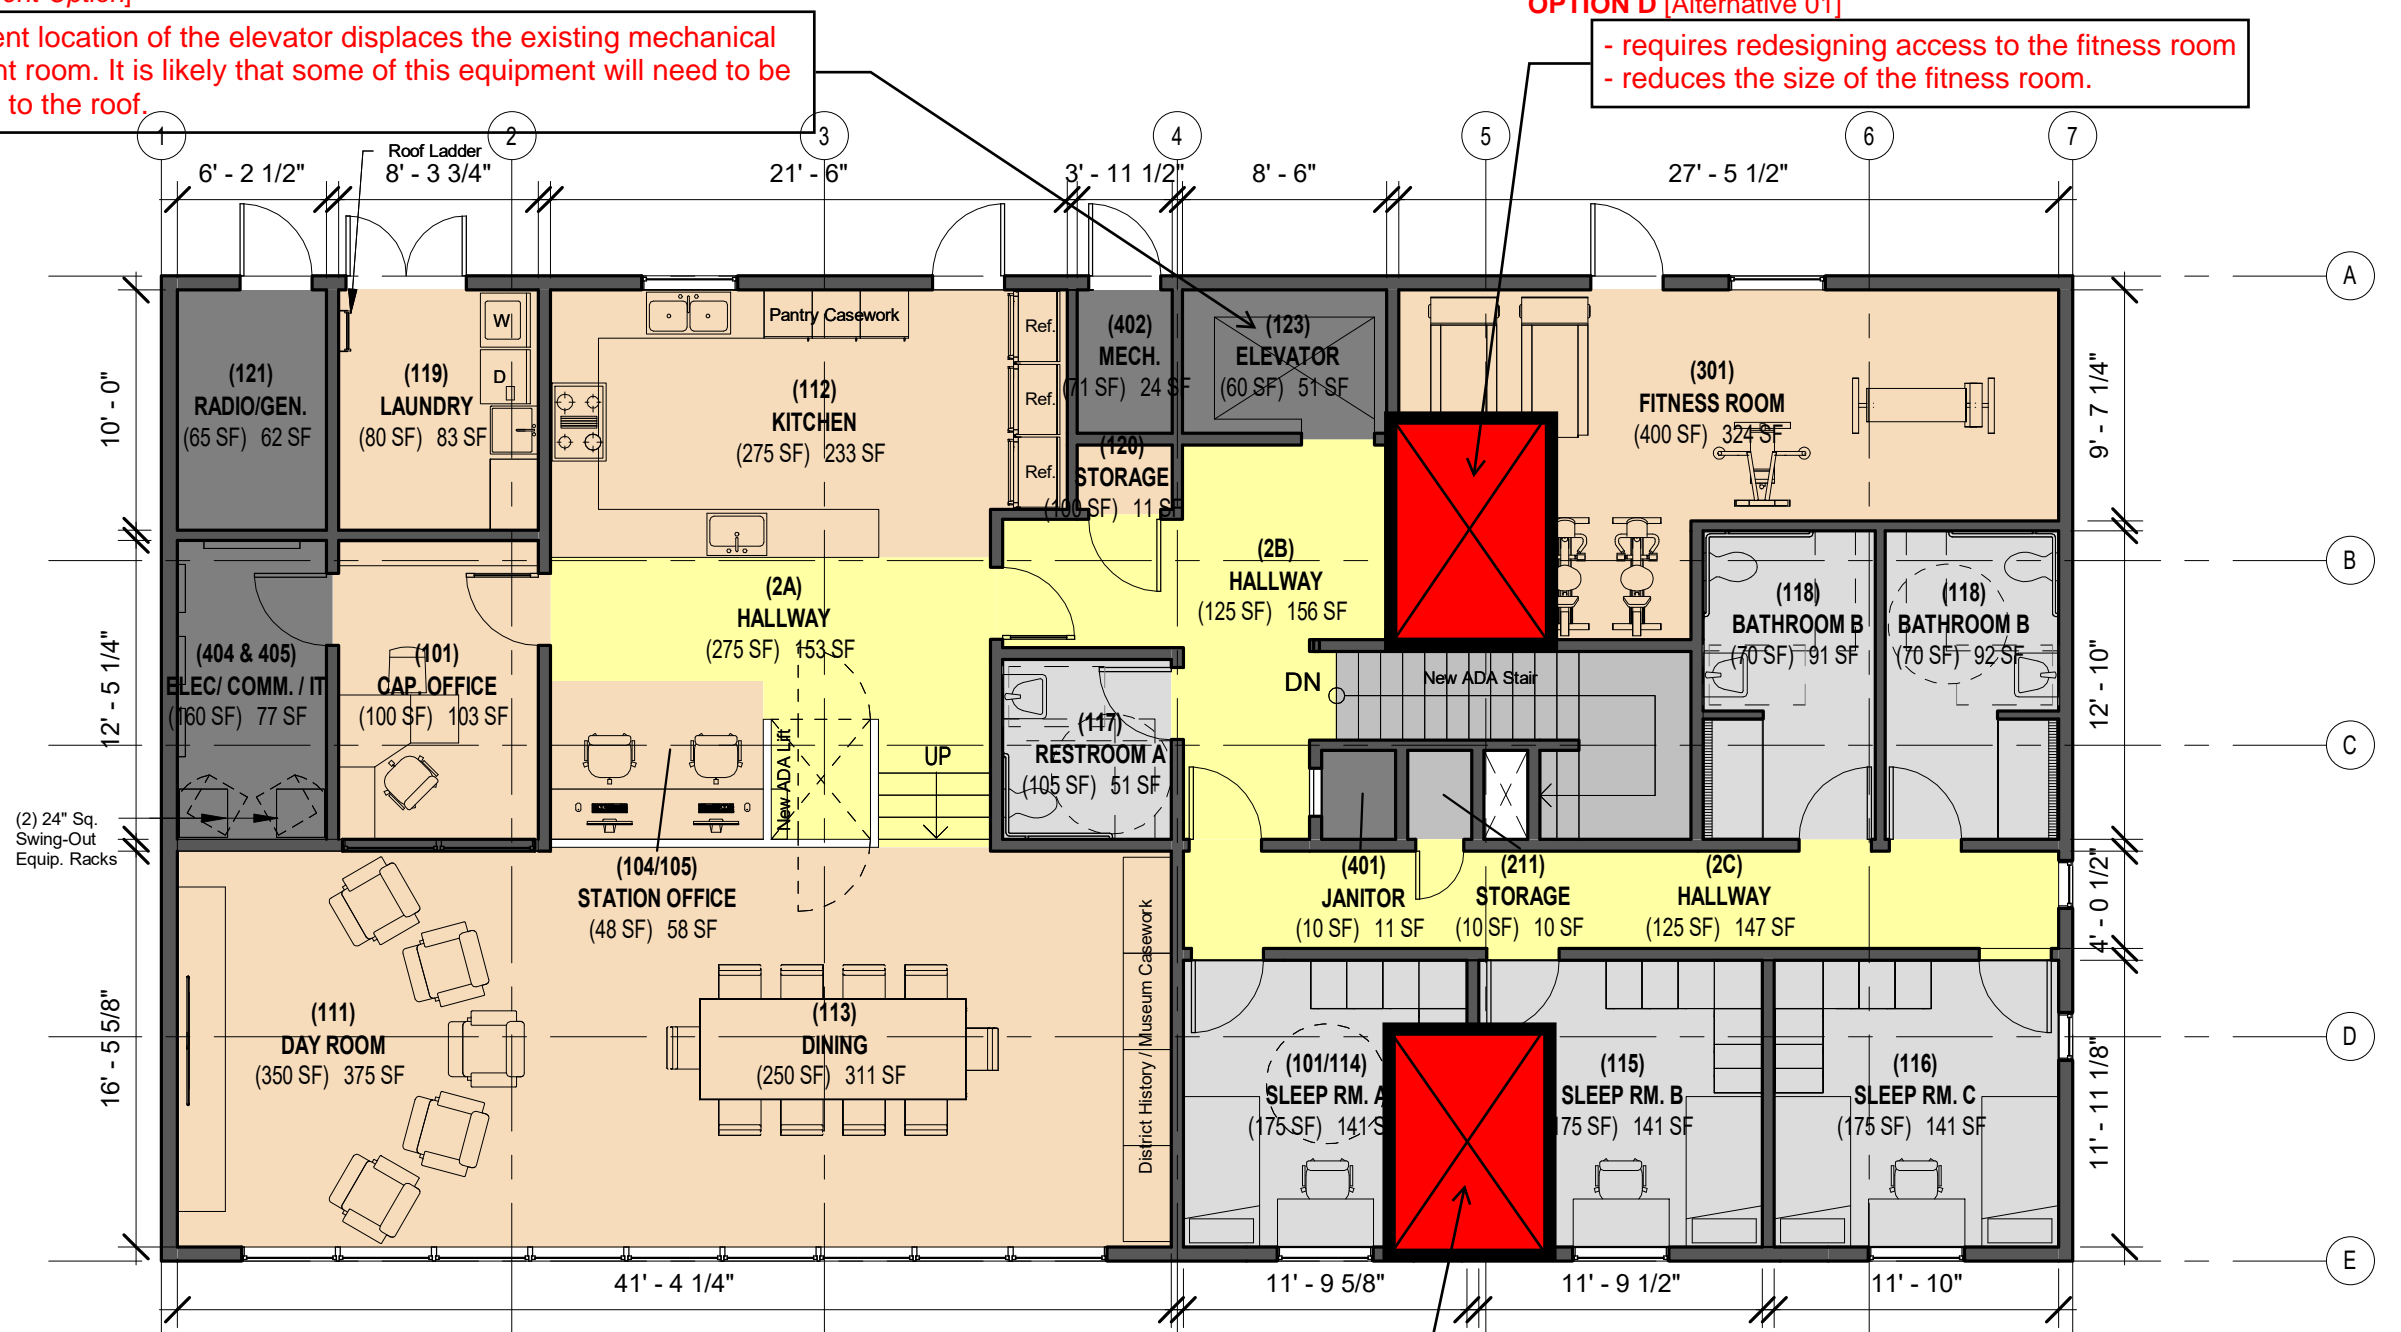 OPTION D [Alternative 01]
location of the elevator displaces the existing mechanical
room. It is likely that some of this equipment will need to be
to the roof.
- requires redesigning access to the fitness room
- reduces the size of the fitness room.
1
2
3
4
5
6
7
Roof Ladder
6' - 2 1/2"
8' - 3 3/4"
21' - 6"
3' - 11 1/2"
8' - 6"
27' - 5 1/2"
A
B
C
D
E
10' - 0"
12' - 5 1/4"
16' - 5 5/8"
9' - 7 1/4"
12' - 10"
4' - 0 1/2"
11' - 11 1/8"
(121)
RADIO/GEN.
(65 SF) 62 SF
(119)
LAUNDRY
(80 SF) 83 SF
W
D
Pantry Casework
(112)
KITCHEN
(275 SF) 233 SF
Ref.
Ref.
Ref.
(402)
MECH.
(71 SF) 24 SF
(123)
ELEVATOR
(60 SF) 51 SF
(120)
STORAGE
(100 SF) 11 SF
(301)
FITNESS ROOM
(400 SF) 324 SF
(2A)
HALLWAY
(275 SF) 153 SF
(2B)
HALLWAY
(125 SF) 156 SF
(118)
BATHROOM B
(70 SF) 91 SF
(118)
BATHROOM B
(70 SF) 92 SF
(404 & 405)
ELEC/ COMM. / IT
(160 SF) 77 SF
(101)
CAP. OFFICE
(100 SF) 103 SF
DN
New ADA Stair
New ADA Lift
UP
(117)
RESTROOM A
(105 SF) 51 SF
(2) 24" Sq.
Swing-Out
Equip. Racks
(104/105)
STATION OFFICE
(48 SF) 58 SF
(401)
JANITOR
(10 SF) 11 SF
(211)
STORAGE
(10 SF) 10 SF
(2C)
HALLWAY
(125 SF) 147 SF
District History / Museum Casework
(111)
DAY ROOM
(350 SF) 375 SF
(113)
DINING
(250 SF) 311 SF
(101/114)
SLEEP RM. A
(175 SF) 141 S
(115)
SLEEP RM. B
75 SF) 141 SF
(116)
SLEEP RM. C
(175 SF) 141 SF
41' - 4 1/4"
11' - 9 5/8"
11' - 9 1/2"
11' - 10"